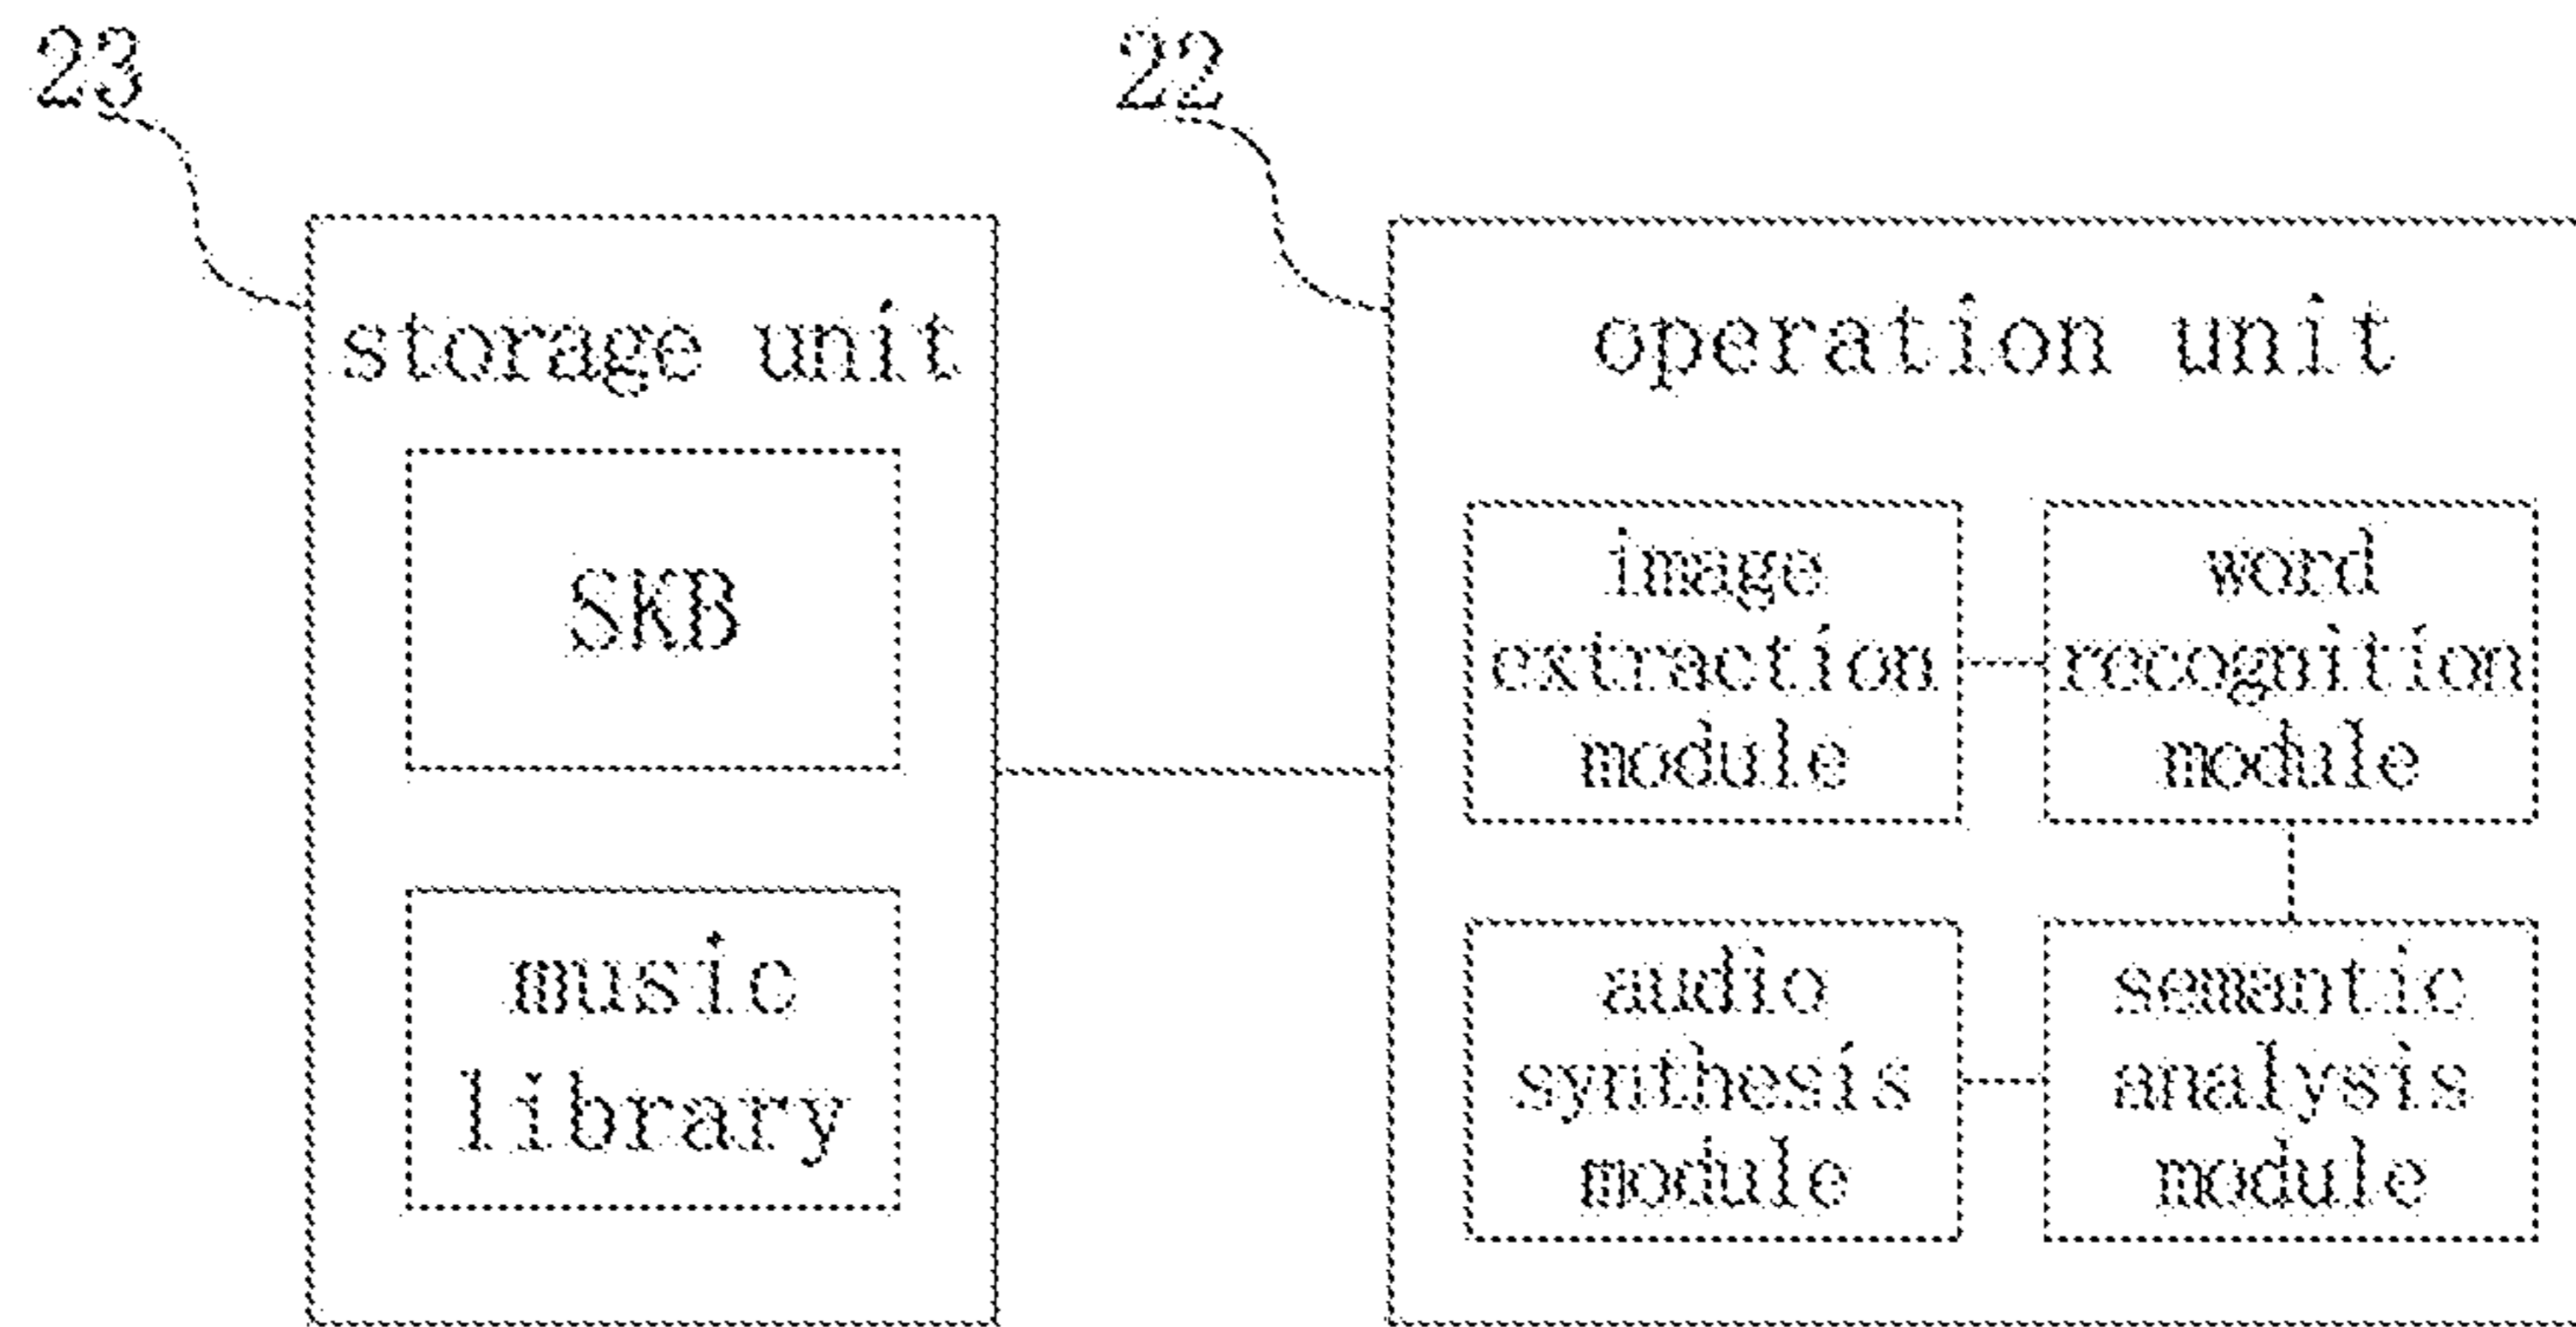 23
22
storage unit
SKB
music
library
operation unit
image
extraction
module
word
recognition
module
audio
synthesis
module
semantic
analysis
module